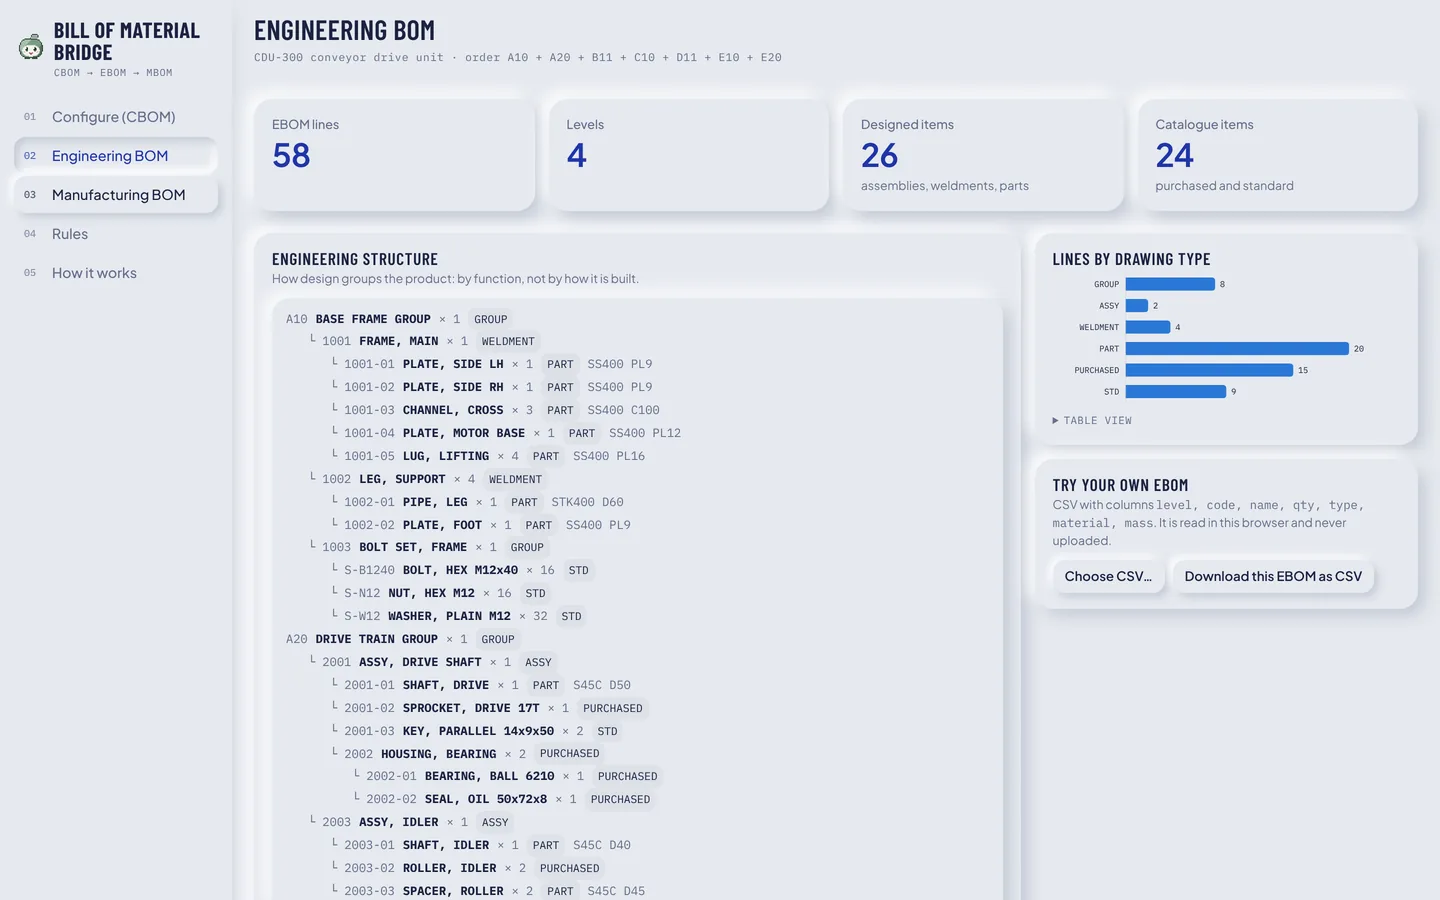 BILL OF MATERIAL
BRIDGE
CBOM → EBOM → MBOM
01 Configure (CBOM)
02 Engineering BOM
03 Manufacturing BOM
04 Rules
05 How it works
ENGINEERING BOM
CDU-300 conveyor drive unit · order A10 + A20 + B11 + C10 + D11 + E10 + E20
EBOM lines
58
Levels
4
Designed items
26
assemblies, weldments, parts
Catalogue items
24
purchased and standard
ENGINEERING STRUCTURE
How design groups the product: by function, not by how it is built.
A10 BASE FRAME GROUP × 1 GROUP
└ 1001 FRAME, MAIN × 1 WELDMENT
└ 1001-01 PLATE, SIDE LH × 1 PART SS400 PL9
└ 1001-02 PLATE, SIDE RH × 1 PART SS400 PL9
└ 1001-03 CHANNEL, CROSS × 3 PART SS400 C100
└ 1001-04 PLATE, MOTOR BASE × 1 PART SS400 PL12
└ 1001-05 LUG, LIFTING × 4 PART SS400 PL16
└ 1002 LEG, SUPPORT × 4 WELDMENT
└ 1002-01 PIPE, LEG × 1 PART STK400 D60
└ 1002-02 PLATE, FOOT × 1 PART SS400 PL9
└ 1003 BOLT SET, FRAME × 1 GROUP
└ S-B1240 BOLT, HEX M12x40 × 16 STD
└ S-N12 NUT, HEX M12 × 16 STD
└ S-W12 WASHER, PLAIN M12 × 32 STD
A20 DRIVE TRAIN GROUP × 1 GROUP
└ 2001 ASSY, DRIVE SHAFT × 1 ASSY
└ 2001-01 SHAFT, DRIVE × 1 PART S45C D50
└ 2001-02 SPROCKET, DRIVE 17T × 1 PURCHASED
└ 2001-03 KEY, PARALLEL 14x9x50 × 2 STD
└ 2002 HOUSING, BEARING × 2 PURCHASED
└ 2002-01 BEARING, BALL 6210 × 1 PURCHASED
└ 2002-02 SEAL, OIL 50x72x8 × 1 PURCHASED
└ 2003 ASSY, IDLER × 1 ASSY
└ 2003-01 SHAFT, IDLER × 1 PART S45C D40
└ 2003-02 ROLLER, IDLER × 2 PURCHASED
└ 2003-03 SPACER, ROLLER × 2 PART S45C D45
LINES BY DRAWING TYPE
GROUP 8
ASSY 2
WELDMENT 4
PART 20
PURCHASED 15
STD 9
▶ TABLE VIEW
TRY YOUR OWN EBOM
CSV with columns level, code, name, qty, type,
material, mass. It is read in this browser and never
uploaded.
Choose CSV…
Download this EBOM as CSV